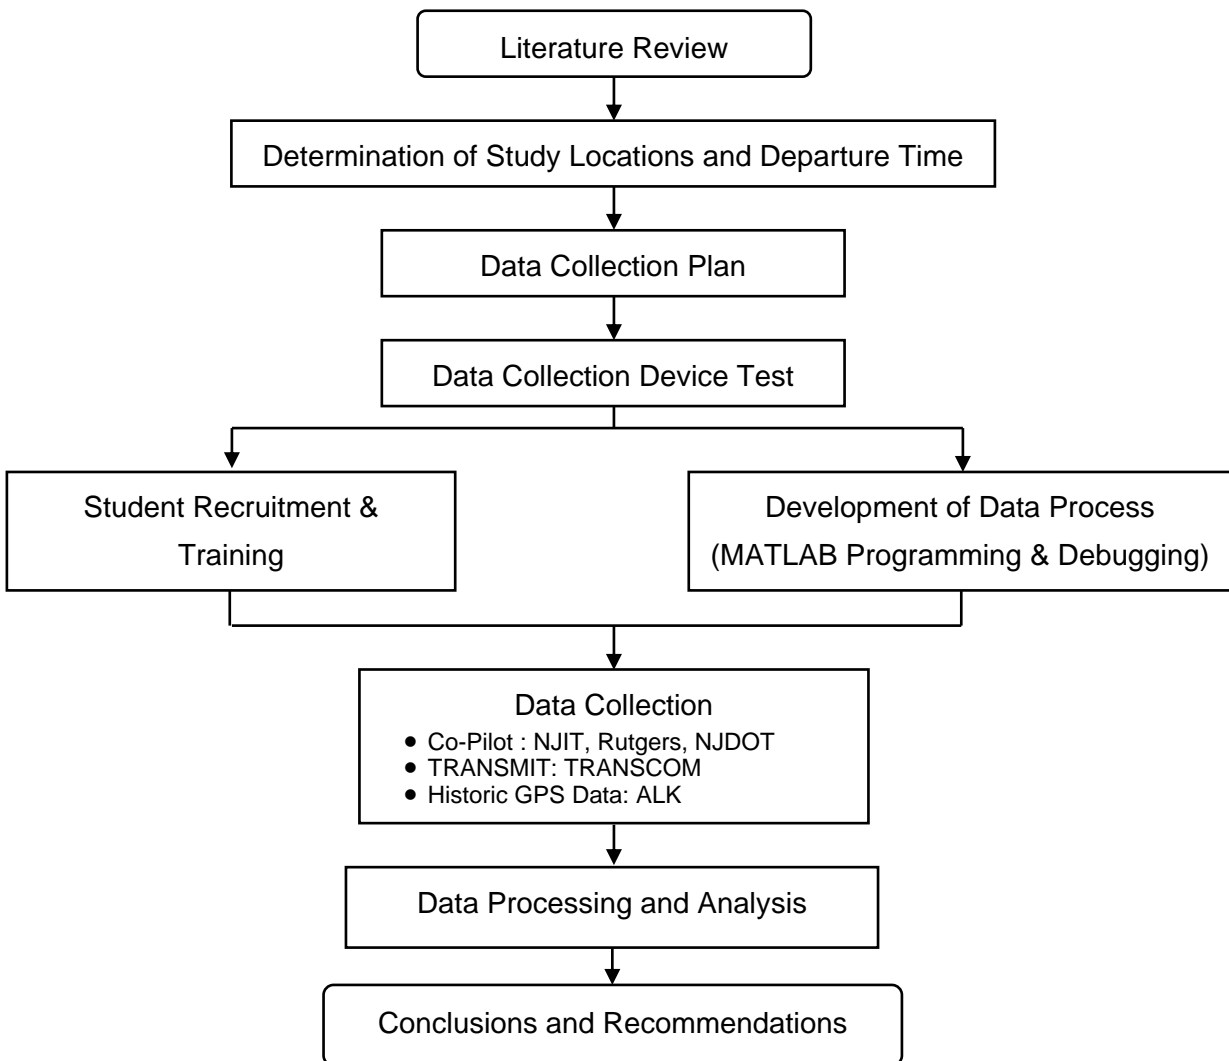 Literature Review
Determination of Study Locations and Departure Time
Data Collection Plan
Data Collection Device Test
Student Recruitment &
Training
Development of Data Process
(MATLAB Programming & Debugging)
Data Collection
● Co-Pilot : NJIT, Rutgers, NJDOT
● TRANSMIT: TRANSCOM
● Historic GPS Data: ALK
Data Processing and Analysis
Conclusions and Recommendations